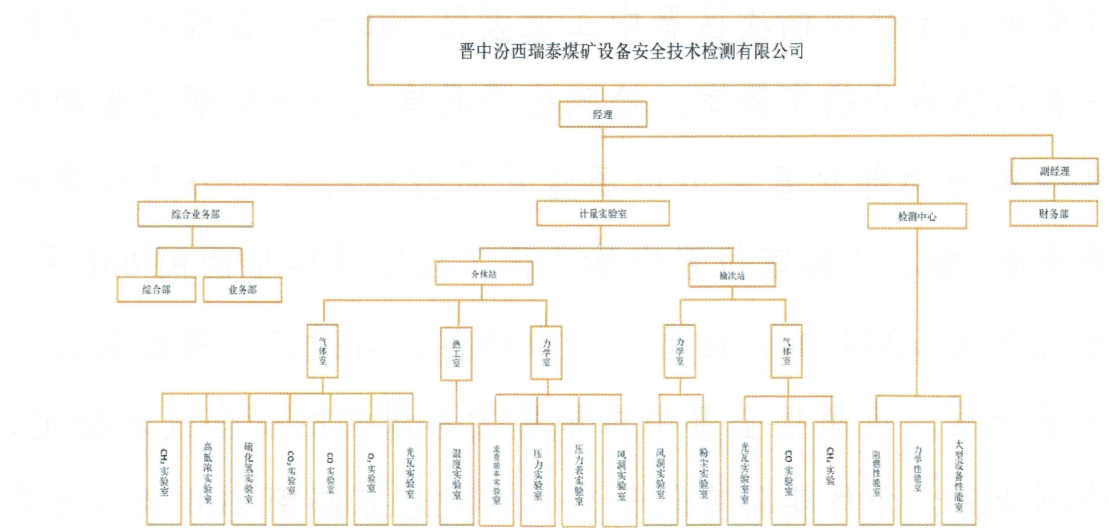 晋中汾西瑞泰煤矿设备安全技术检测有限公司
经理
副经理
综合业务部
计量实验室
检测中心
财务部
综合部
业务部
介休站
榆次站
气体室
热工室
力学室
力学室
气体室
CH₄实验室
高低浓实验室
硫化氢实验室
CO₂实验室
CO实验室
O₂实验室
光瓦实验室
温度实验室
压力实验室
压力表实验室
风洞实验室
风洞实验室
粉尘实验室
光瓦实验室
CO实验室
CH₄实验
阻燃性能室
力学性能室
大型设备性能室